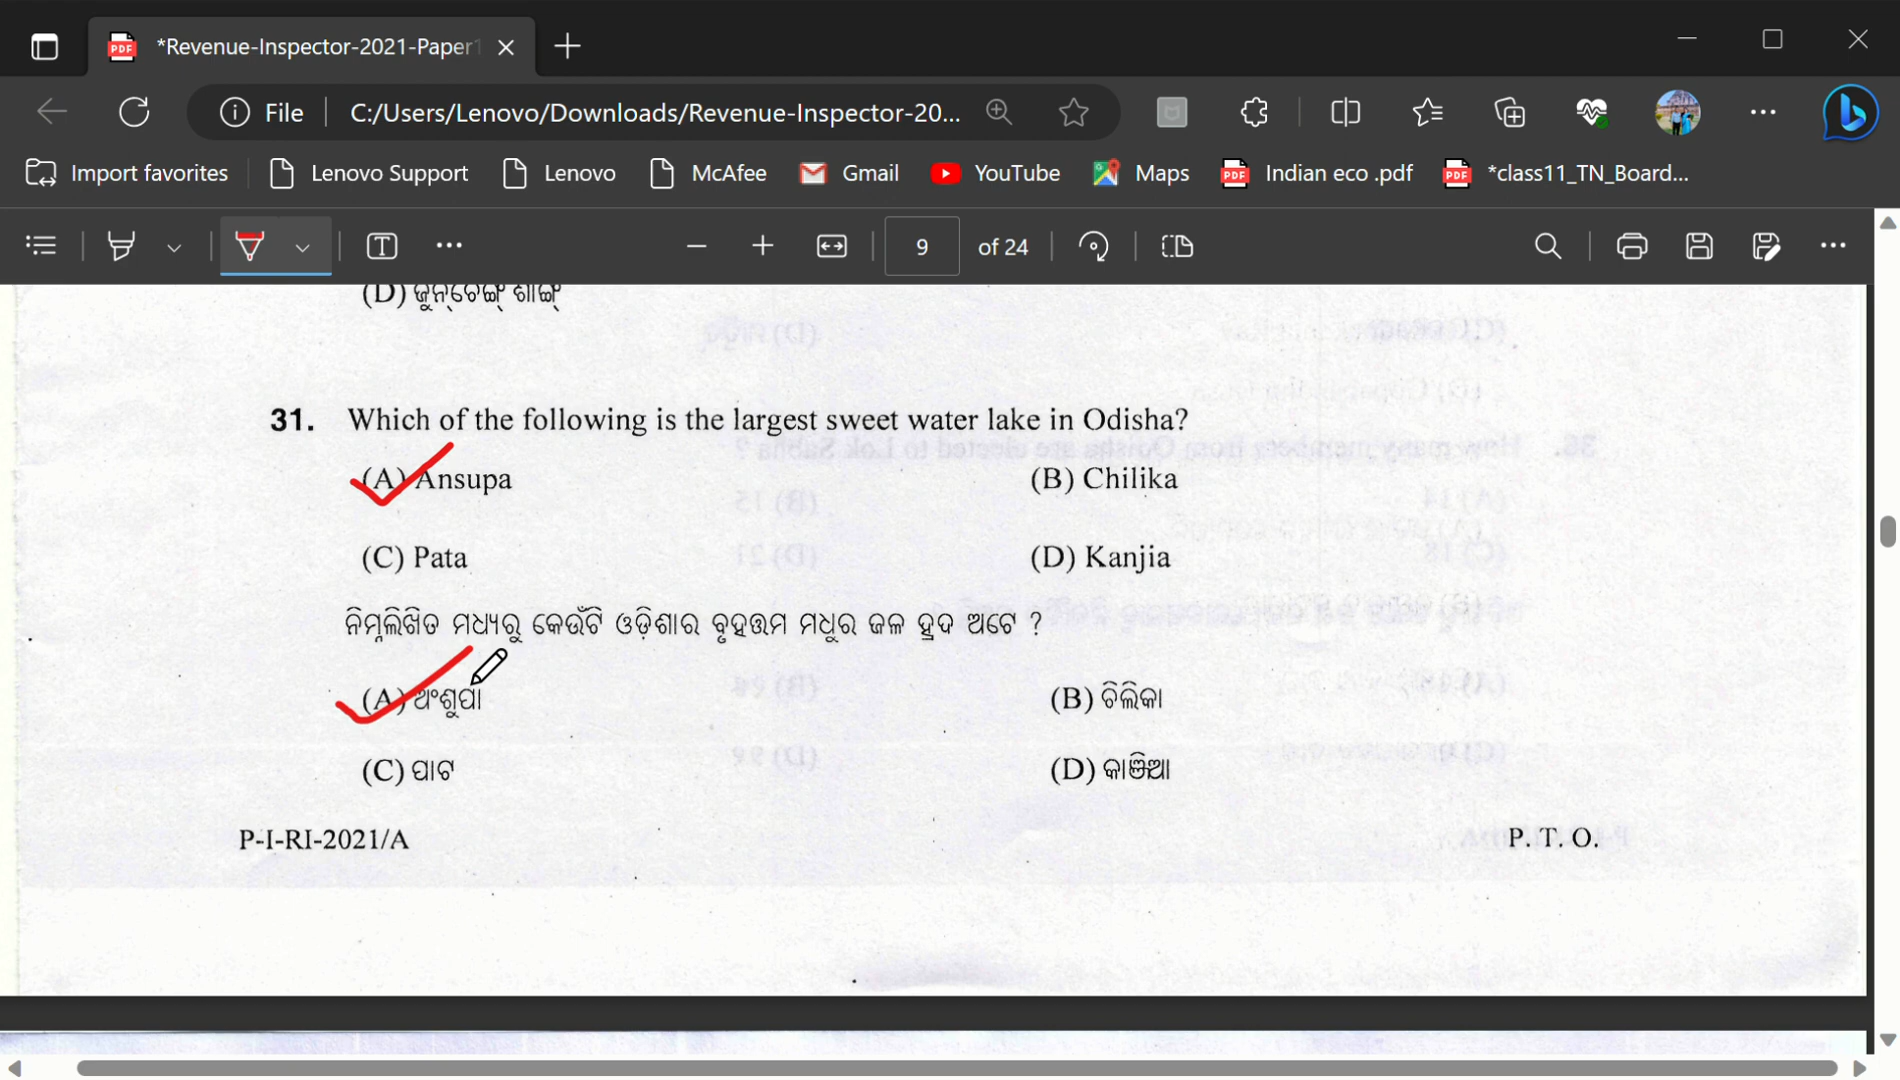 *Revenue-Inspector-2021-Paper1
File C:/Users/Lenovo/Downloads/Revenue-Inspector-20...
Import favorites Lenovo Support Lenovo McAfee Gmail YouTube Maps Indian eco .pdf *class11_TN_Board...
9 of 24
(D) ଜୁନ୍‌ଚେଙ୍ଗ୍ ଶାଙ୍ଗ୍
31. Which of the following is the largest sweet water lake in Odisha?
(A) Ansupa (B) Chilika
(C) Pata (D) Kanjia
ନିମ୍ନଲିଖିତ ମଧ୍ୟରୁ କେଉଁଟି ଓଡ଼ିଶାର ବୃହତ୍ତମ ମଧୁର ଜଳ ହ୍ରଦ ଅଟେ ?
(A) ଅଂଶୁପା (B) ଚିଲିକା
(C) ପାଟ (D) କାଞ୍ଜିଆ
P-I-RI-2021/A P. T. O.